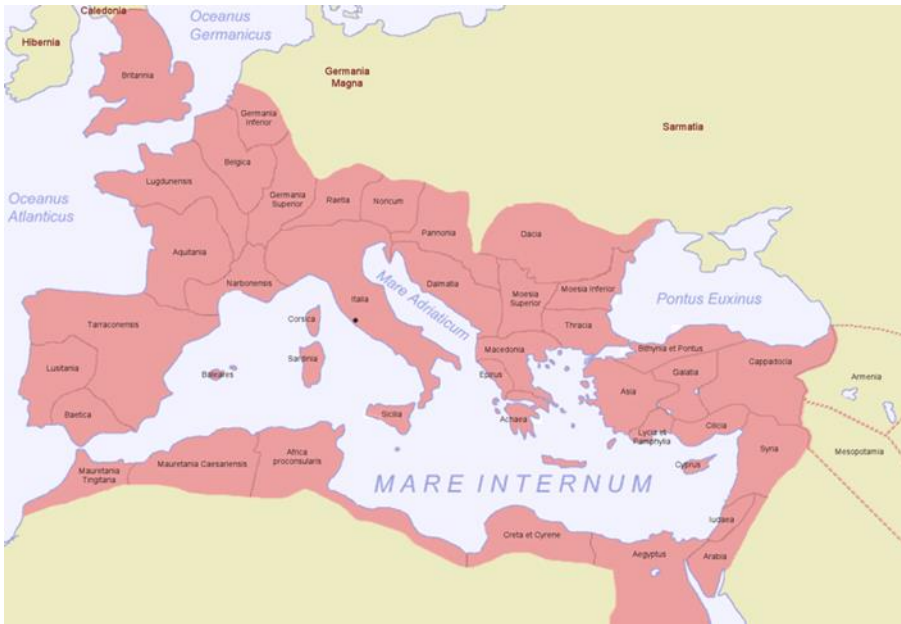 Caledonia
Oceanus
Germanicus
Hibernia
Britannia
Germania
Magna
Sarmatia
Germania
Inferior
Belgica
Lugdunensis
Germania
Superior
Raetia
Noricum
Oceanus
Atlanticus
Pannonia
Dacia
Aquitania
Narbonensis
Dalmatia
Mare Adriaticum
Moesia
Superior
Moesia Inferior
Pontus Euxinus
Italia
Corsica
Tarraconensis
Thracia
Macedonia
Bithynia et Pontus
Cappadocia
Sardinia
Lusitania
Baleares
Epirus
Galatia
Armenia
Asia
Baetica
Sicilia
Achaea
Lycia et
Pamphylia
Cilicia
Syria
Mesopotamia
Mauretania
Tingitana
Mauretania Caesariensis
Africa
proconsularis
Cyprus
MARE INTERNUM
Iudaea
Creta et Cyrene
Aegyptus
Arabia